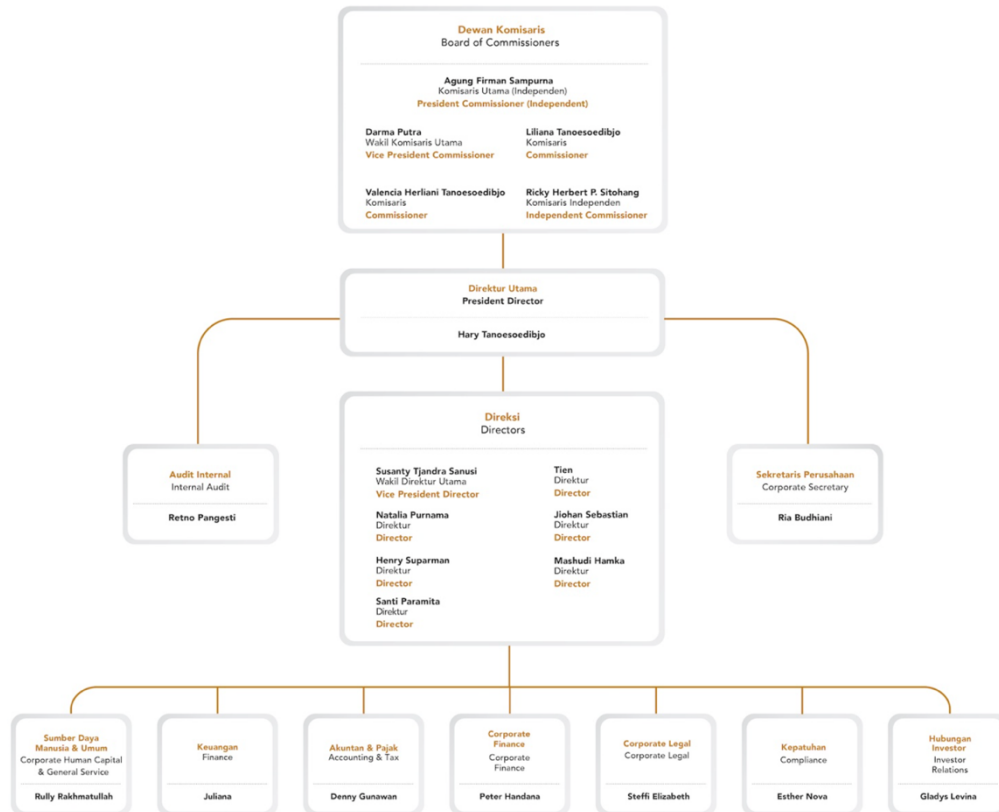 Dewan Komisaris
Board of Commissioners
Agung Firman Sampurna
Komisaris Utama (Independen)
President Commissioner (Independent)
Darma Putra
Wakil Komisaris Utama
Vice President Commissioner
Liliana Tanoesoedibjo
Komisaris
Commissioner
Valencia Herliani Tanoesoedibjo
Komisaris
Commissioner
Ricky Herbert P. Sitohang
Komisaris Independen
Independent Commissioner
Direktur Utama
President Director
Hary Tanoesoedibjo
Audit Internal
Internal Audit
Retno Pangesti
Direksi
Directors
Susanty Tjandra Sanusi
Wakil Direktur Utama
Vice President Director
Tien
Direktur
Director
Natalia Purnama
Direktur
Director
Jiohan Sebastian
Direktur
Director
Henry Suparman
Direktur
Director
Mashudi Hamka
Direktur
Director
Santi Paramita
Direktur
Director
Sekretaris Perusahaan
Corporate Secretary
Ria Budhiani
Sumber Daya
Manusia & Umum
Corporate Human Capital
& General Service
Rully Rakhmatullah
Keuangan
Finance
Juliana
Akuntan & Pajak
Accounting & Tax
Denny Gunawan
Corporate
Finance
Corporate
Finance
Peter Handana
Corporate Legal
Corporate Legal
Steffi Elizabeth
Kepatuhan
Compliance
Esther Nova
Hubungan
Investor
Investor
Relations
Gladys Levina